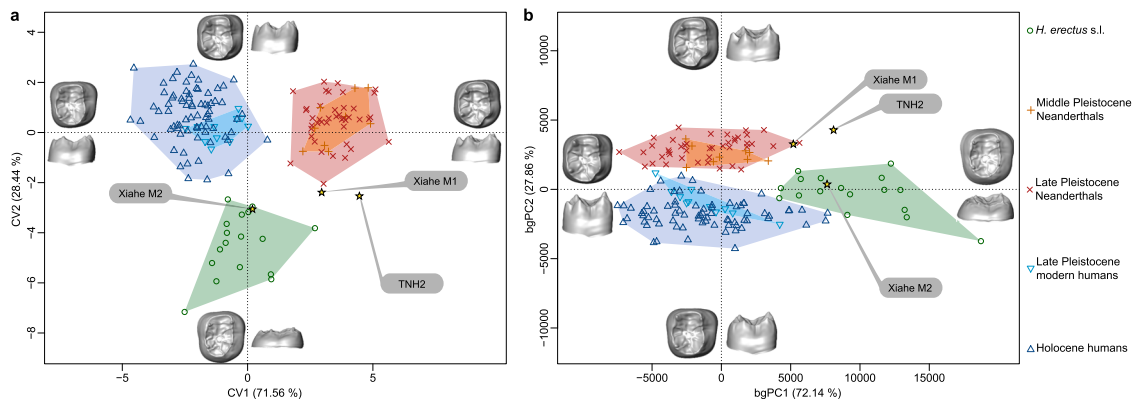 a
4
2
0
−2
−4
−6
−8
CV2 (28.44 %)
−5
0
5
CV1 (71.56 %)
Xiahe M2
Xiahe M1
TNH2
b
10000
5000
0
−5000
−10000
bgPC2 (27.86 %)
−5000
0
5000
10000
15000
bgPC1 (72.14 %)
Xiahe M1
TNH2
Xiahe M2
H. erectus s.l.
Middle Pleistocene
Neanderthals
Late Pleistocene
Neanderthals
Late Pleistocene
modern humans
Holocene humans